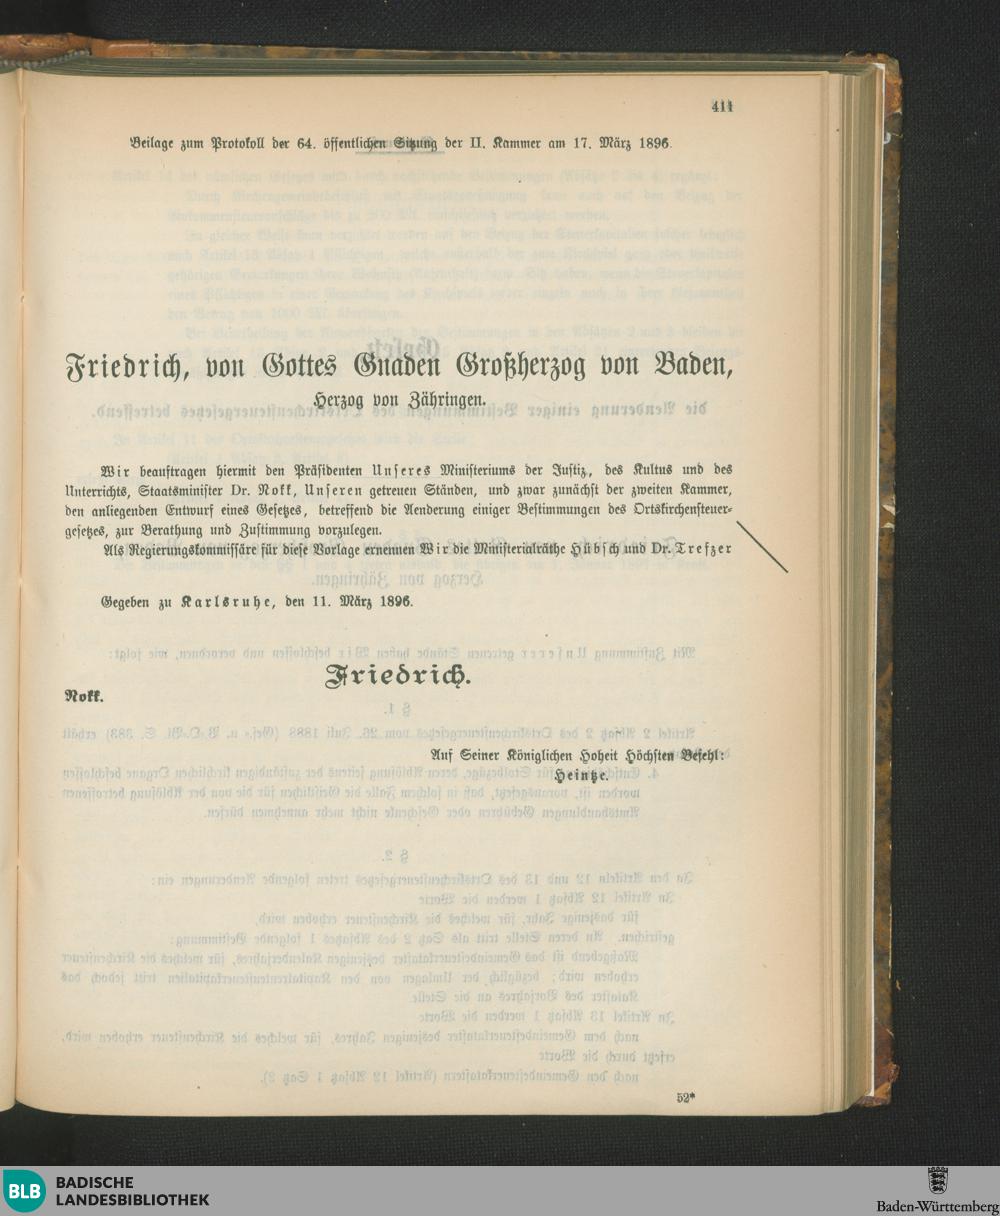 411
Beilage zum Protokoll der 64. öffentlichen Sitzung der II. Kammer am 17. März 1896.
Friedrich, von Gottes Gnaden Großherzog von Baden,
Herzog von Zähringen.
Wir beauftragen hiermit den Präsidenten Unseres Ministeriums der Justiz, des Kultus und des
Unterrichts, Staatsminister Dr. Nokk, Unseren getreuen Ständen, und zwar zunächst der zweiten Kammer,
den anliegenden Entwurf eines Gesetzes, betreffend die Aenderung einiger Bestimmungen des Ortskirchensteuer-
gesetzes, zur Berathung und Zustimmung vorzulegen.
Als Regierungskommissäre für diese Vorlage ernennen Wir die Ministerialräthe Hübsch und Dr. Trefzer
Gegeben zu Karlsruhe, den 11. März 1896.
Friedrich.
Nokk.
Auf Seiner Königlichen Hoheit Höchsten Befehl:
Heintze.
52*
BLB BADISCHE
LANDESBIBLIOTHEK
Baden-Württemberg